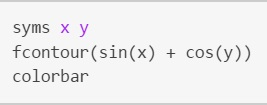 syms x y
fcontour(sin(x) + cos(y))
colorbar